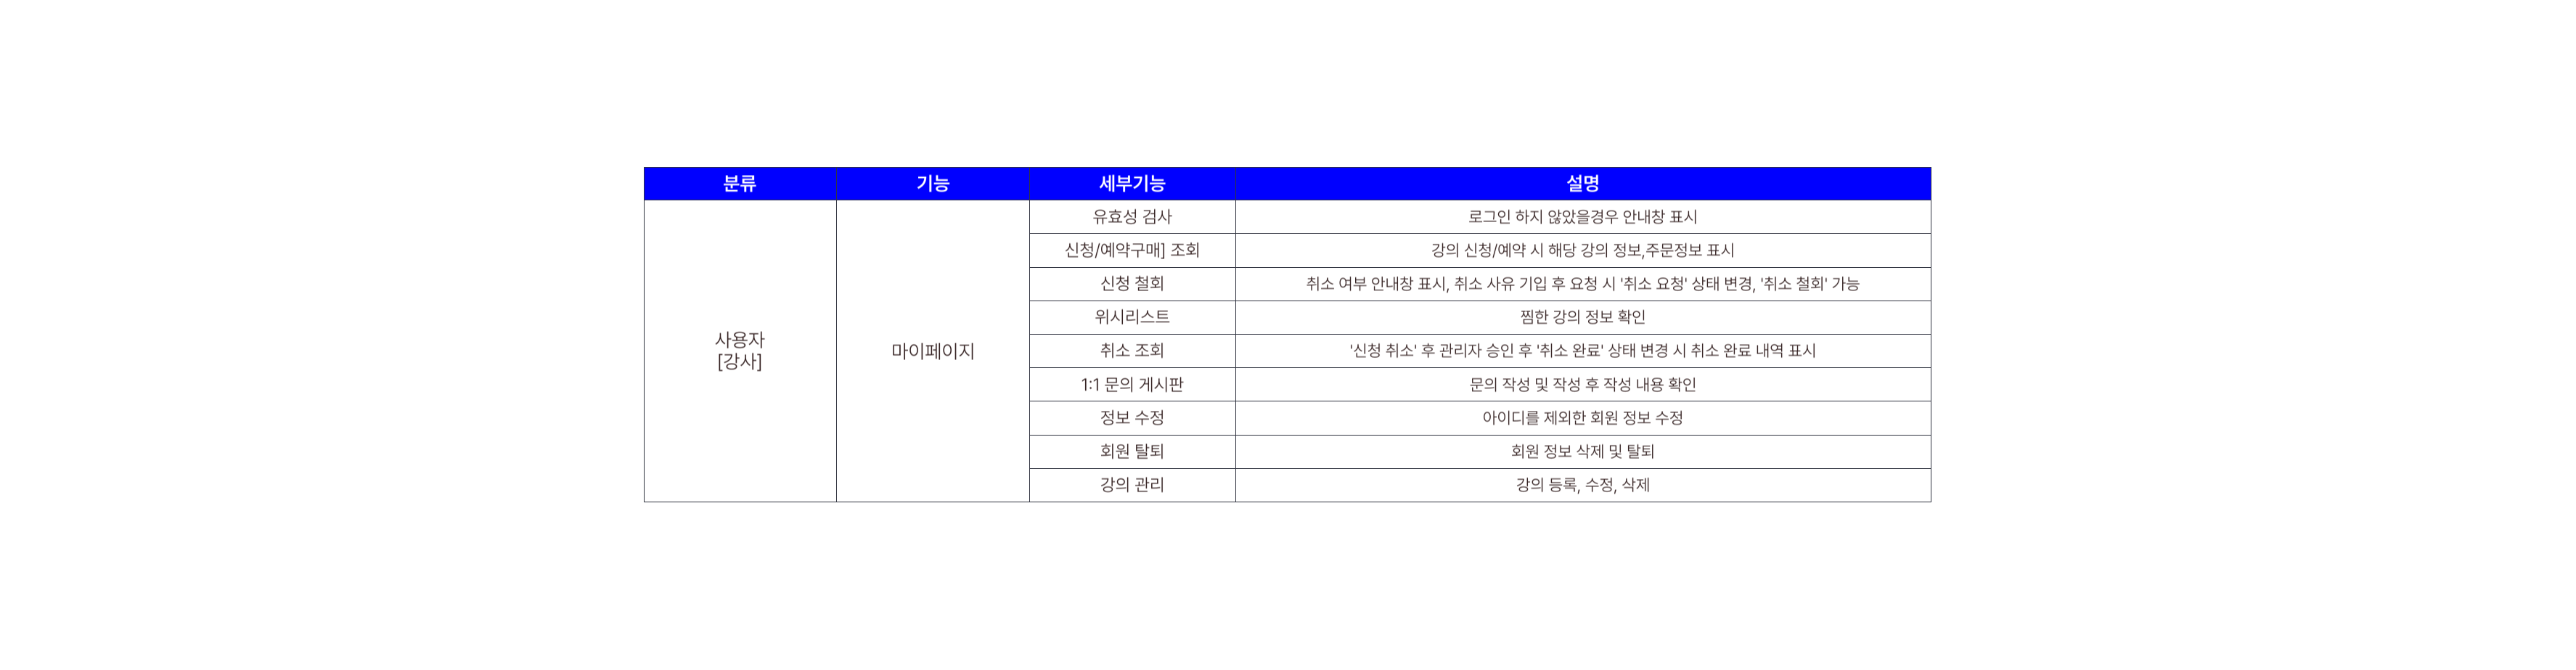 분류 기능 세부기능 설명
유효성 검사 로그인 하지 않았을경우 안내창 표시
신청/예약구매] 조회 강의 신청/예약 시 해당 강의 정보,주문정보 표시
신청 철회 취소 여부 안내창 표시, 취소 사유 기입 후 요청 시 '취소 요청' 상태 변경, '취소 철회' 가능
위시리스트 찜한 강의 정보 확인
사용자
[강사]
마이페이지
취소 조회 '신청 취소' 후 관리자 승인 후 '취소 완료' 상태 변경 시 취소 완료 내역 표시
1:1 문의 게시판 문의 작성 및 작성 후 작성 내용 확인
정보 수정 아이디를 제외한 회원 정보 수정
회원 탈퇴 회원 정보 삭제 및 탈퇴
강의 관리 강의 등록, 수정, 삭제